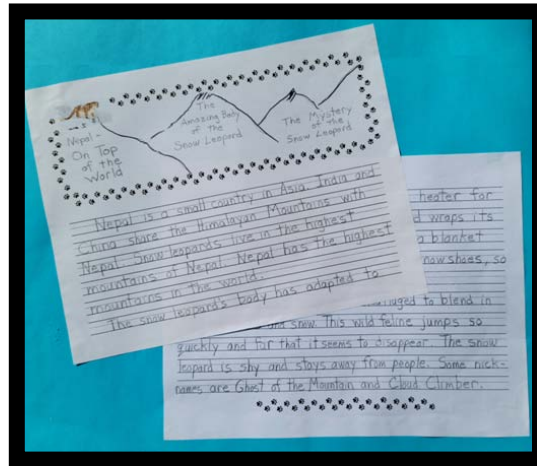 Nepal -
On Top
of the
World
The
Amazing Body
of the
Snow Leopard
The Mystery
of the
Snow Leopard
Nepal is a small country in Asia. India and
China share the Himalayan Mountains with
Nepal. Snow leopards live in the highest
mountains of Nepal. Nepal has the highest
mountains in the world.
The snow leopard's body has adapted to
heater for
wraps its
a blanket
snow shoes, so
to blend in
and snow. This wild feline jumps so
quickly and far that it seems to disappear. The snow
leopard is shy and stays away from people. Some nick-
names are Ghost of the Mountain and Cloud Climber.